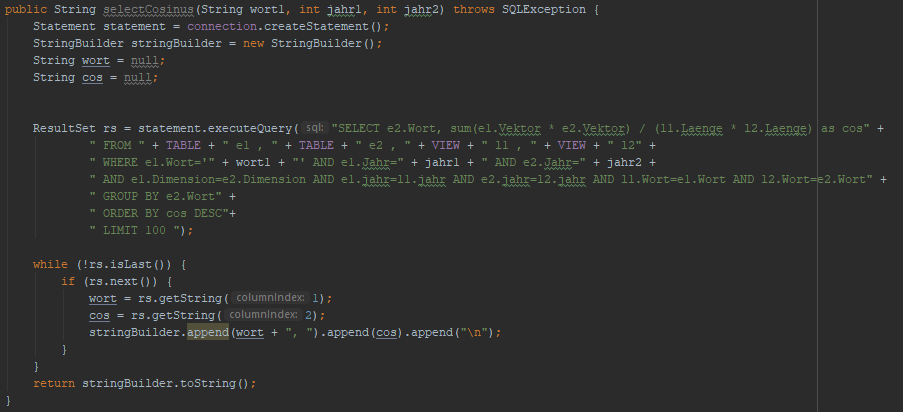 public String selectCosinus(String wort1, int jahr1, int jahr2) throws SQLException {
    Statement statement = connection.createStatement();
    StringBuilder stringBuilder = new StringBuilder();
    String wort = null;
    String cos = null;
    ResultSet rs = statement.executeQuery( sql: "SELECT e2.Wort, sum(e1.Vektor * e2.Vektor) / (l1.Laenge * l2.Laenge) as cos" +
            " FROM " + TABLE + " e1 , " + TABLE + " e2 , " + VIEW + " l1 , " + VIEW + " l2" +
            " WHERE e1.Wort='" + wort1 + "' AND e1.Jahr=" + jahr1 + " AND e2.Jahr=" + jahr2 +
            " AND e1.Dimension=e2.Dimension AND e1.jahr=l1.jahr AND e2.jahr=l2.jahr AND l1.Wort=e1.Wort AND l2.Wort=e2.Wort" +
            " GROUP BY e2.Wort" +
            " ORDER BY cos DESC"+
            " LIMIT 100 ");
    while (!rs.isLast()) {
        if (rs.next()) {
            wort = rs.getString( columnIndex: 1);
            cos = rs.getString( columnIndex: 2);
            stringBuilder.append(wort + ", ").append(cos).append("\n");
        }
    }
    return stringBuilder.toString();
}